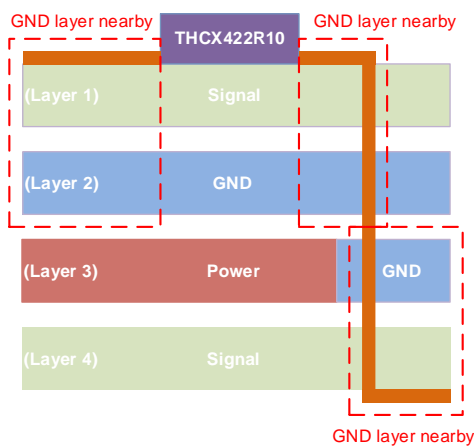 GND layer nearby
GND layer nearby
THCX422R10
(Layer 1) Signal
(Layer 2) GND
(Layer 3) Power GND
(Layer 4) Signal
GND layer nearby